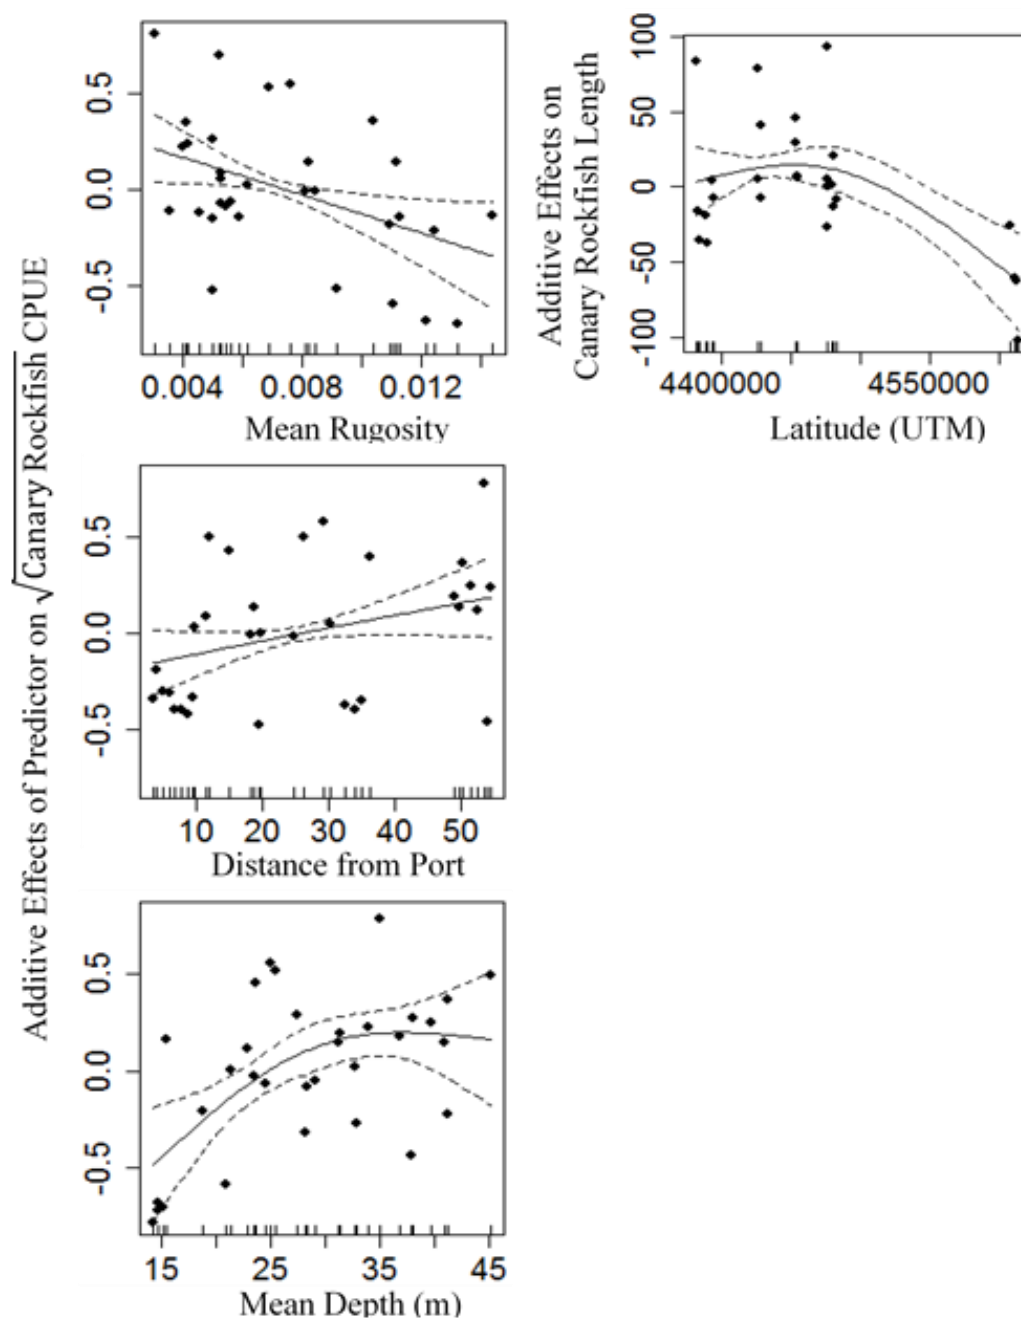 Additive Effects of Predictor on √Canary Rockfish CPUE
0.5
0.0
-0.5
0.004 0.008 0.012
Mean Rugosity
Additive Effects on
Canary Rockfish Length
100
50
0
-50
-100
4400000 4550000
Latitude (UTM)
0.5
0.0
-0.5
10 20 30 40 50
Distance from Port
0.5
0.0
-0.5
15 25 35 45
Mean Depth (m)